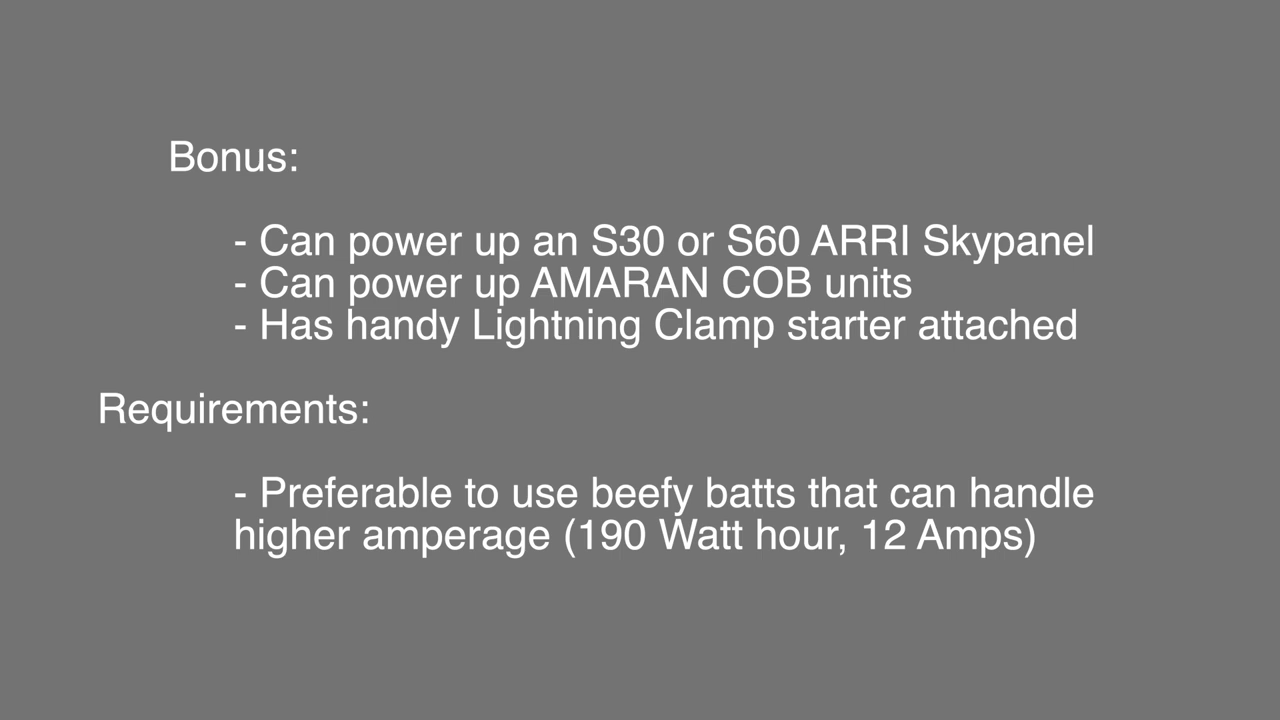 Bonus:
- Can power up an S30 or S60 ARRI Skypanel
- Can power up AMARAN COB units
- Has handy Lightning Clamp starter attached
Requirements:
- Preferable to use beefy batts that can handle
higher amperage (190 Watt hour, 12 Amps)